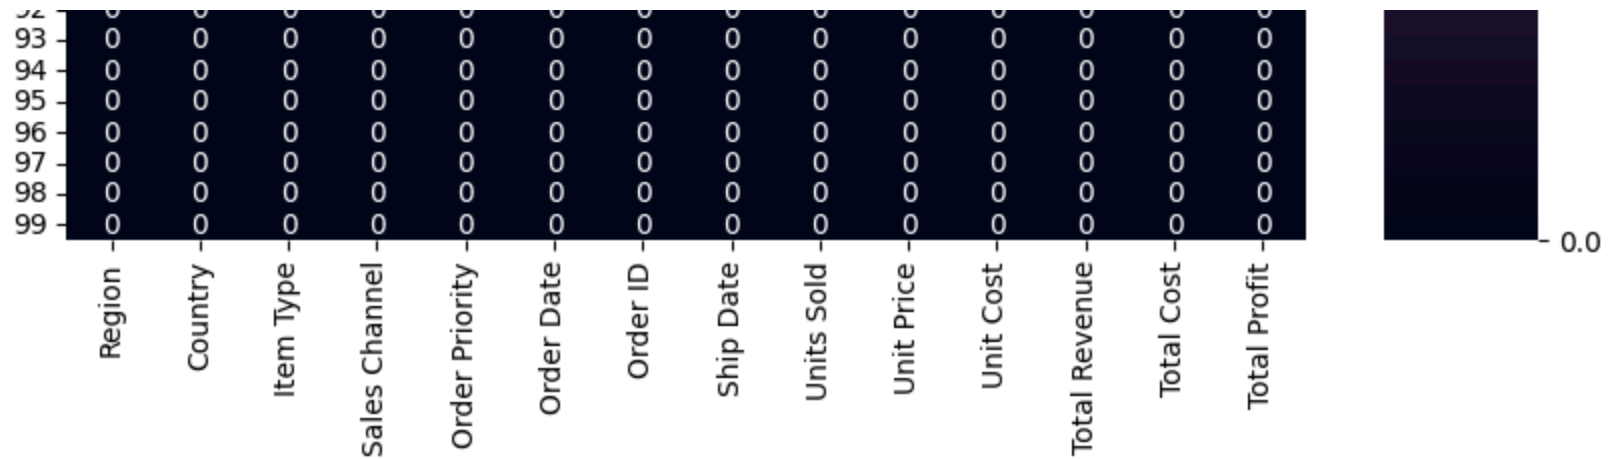 93 0 0 0 0 0 0 0 0 0 0 0 0 0 0
94 0 0 0 0 0 0 0 0 0 0 0 0 0 0
95 0 0 0 0 0 0 0 0 0 0 0 0 0 0
96 0 0 0 0 0 0 0 0 0 0 0 0 0 0
97 0 0 0 0 0 0 0 0 0 0 0 0 0 0
98 0 0 0 0 0 0 0 0 0 0 0 0 0 0
99 0 0 0 0 0 0 0 0 0 0 0 0 0 0
0.0
Region
Country
Item Type
Sales Channel
Order Priority
Order Date
Order ID
Ship Date
Units Sold
Unit Price
Unit Cost
Total Revenue
Total Cost
Total Profit